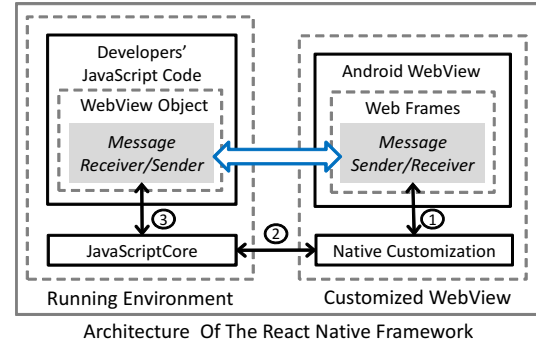 Developers'
JavaScript Code
WebView Object
Message
Receiver/Sender
3
JavaScriptCore
Running Environment
2
Android WebView
Web Frames
Message
Sender/Receiver
1
Native Customization
Customized WebView
Architecture Of The React Native Framework